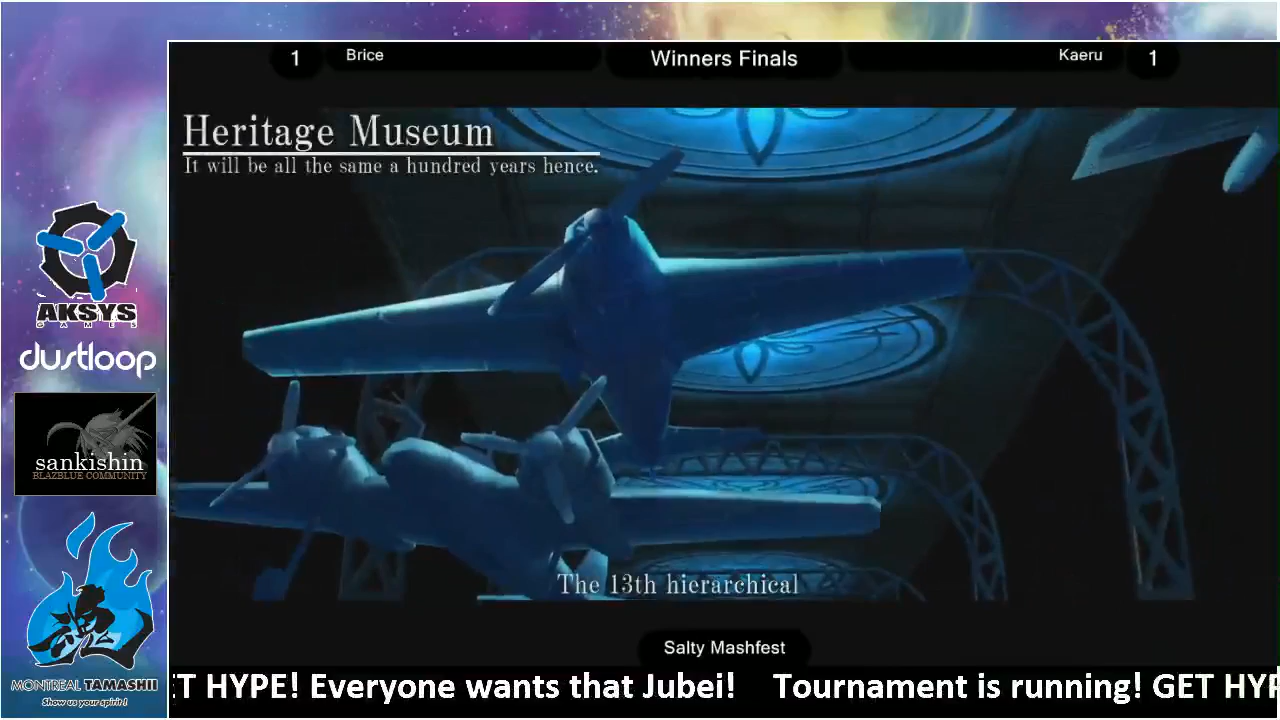 1 Brice Winners Finals Kaeru 1
Heritage Museum
It will be all the same a hundred years hence.
AKSYS
GAMES
dustloop
sankishin
BLAZBLUE COMMUNITY
The 13th hierarchical
Salty Mashfest
MONTREAL TAMASHII
Show us your spirit!
ET HYPE! Everyone wants that Jubei! Tournament is running! GET HYP